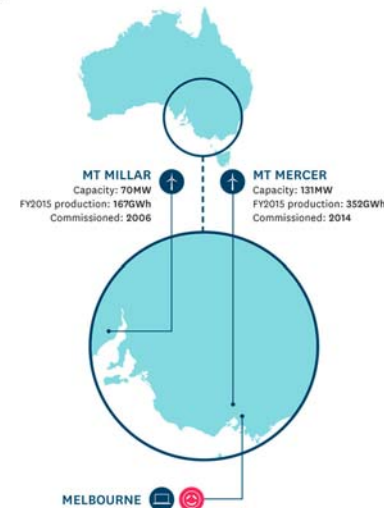 MT MILLAR
Capacity: 70MW
FY2015 production: 167GWh
Commissioned: 2006
MT MERCER
Capacity: 131MW
FY2015 production: 352GWh
Commissioned: 2014
MELBOURNE